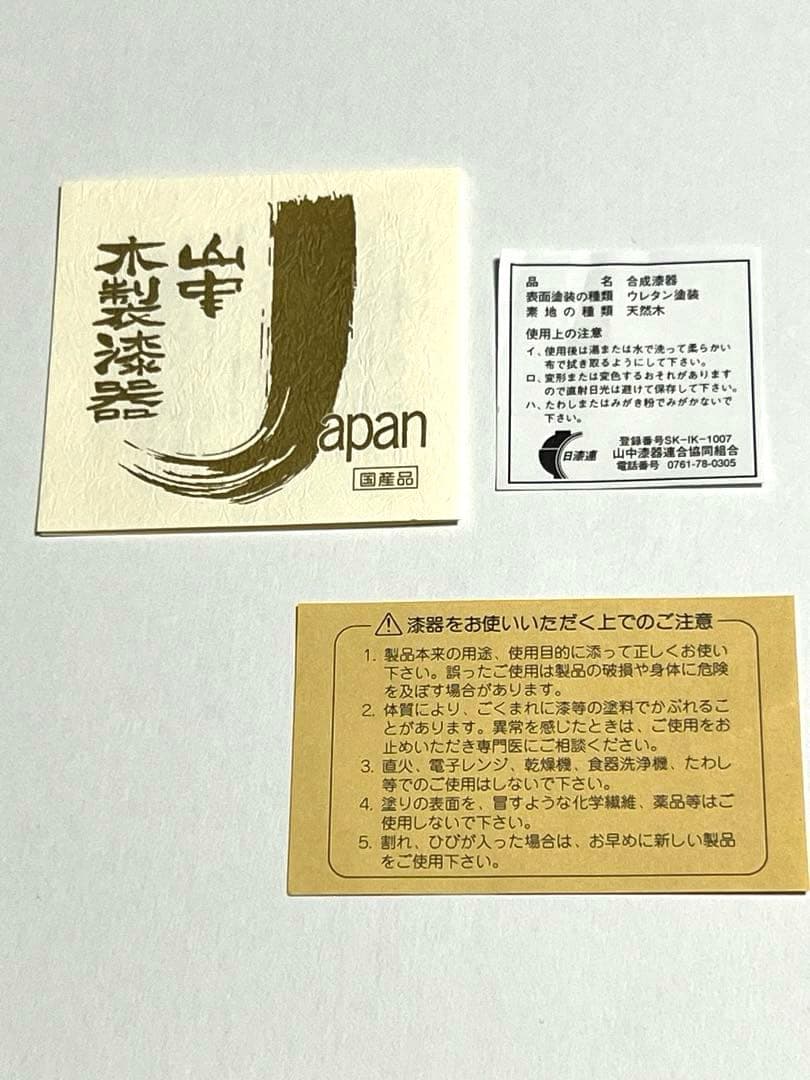 山中
木製漆器
Japan
国産品
品名 合成漆器
表面塗装の種類 ウレタン塗装
素地の種類 天然木
使用上の注意
イ、使用後は湯または水で洗って柔らかい
布で拭き取るようにして下さい。
ロ、変形または変色するおそれがあります
ので直射日光は避けて保存して下さい。
ハ、たわしまたはみがき粉でみがかないで
下さい。
日漆連
登録番号SK-IK-1007
山中漆器連合協同組合
電話番号 0761-78-0305
漆器をお使いいただく上でのご注意
1. 製品本来の用途、使用目的に添って正しくお使い
下さい。誤ったご使用は製品の破損や身体に危険
を及ぼす場合があります。
2. 体質により、ごくまれに漆等の塗料でかぶれるこ
とがあります。異常を感じたときは、ご使用をお
止めいただき専門医にご相談ください。
3. 直火、電子レンジ、乾燥機、食器洗浄機、たわし
等でのご使用はしないで下さい。
4. 塗りの表面を、冒すような化学繊維、薬品等はご
使用しないで下さい。
5. 割れ、ひびが入った場合は、お早めに新しい製品
をご使用下さい。